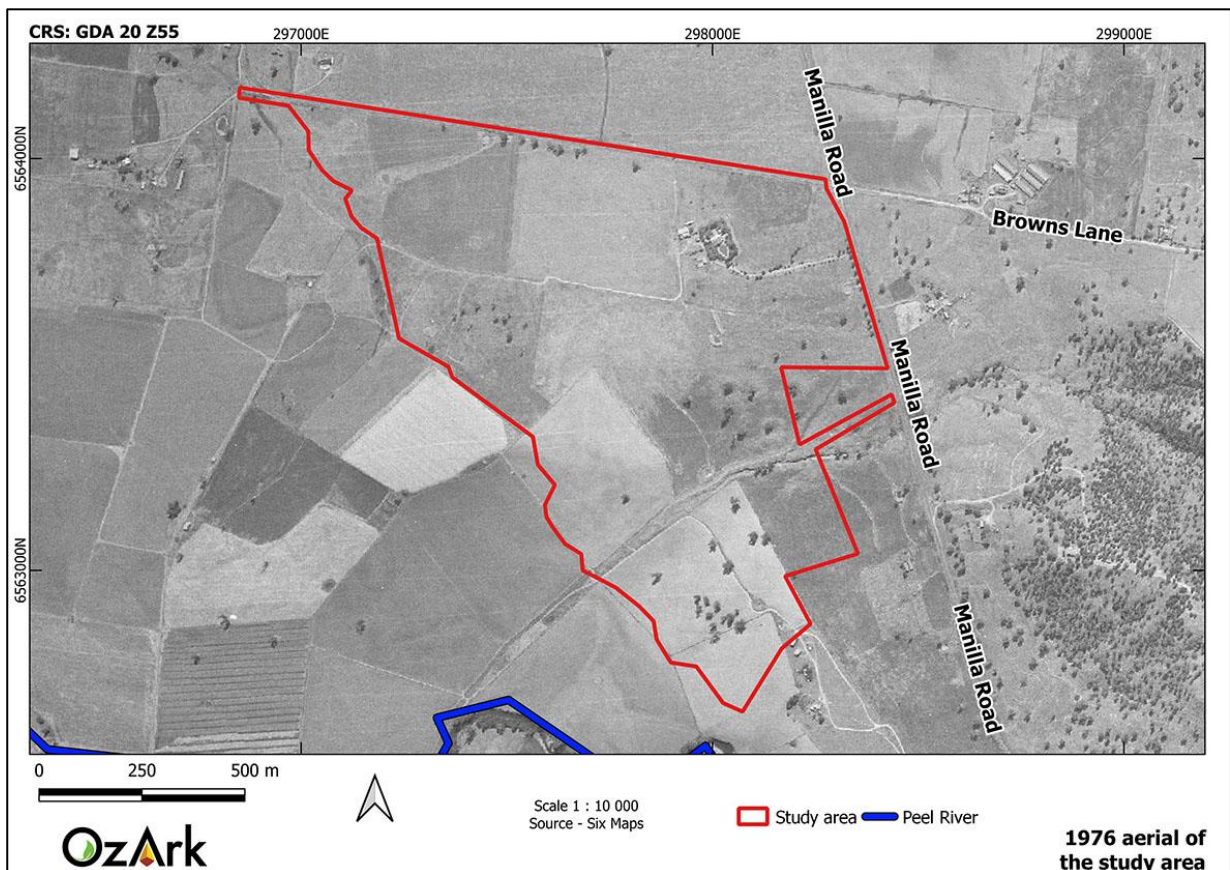 CRS: GDA 20 Z55
297000E
298000E
299000E
6564000N
6563000N
Manilla Road
Browns Lane
Manilla Road
Manilla Road
0 250 500 m
Scale 1 : 10 000
Source - Six Maps
Study area
Peel River
OzArk
1976 aerial of
the study area